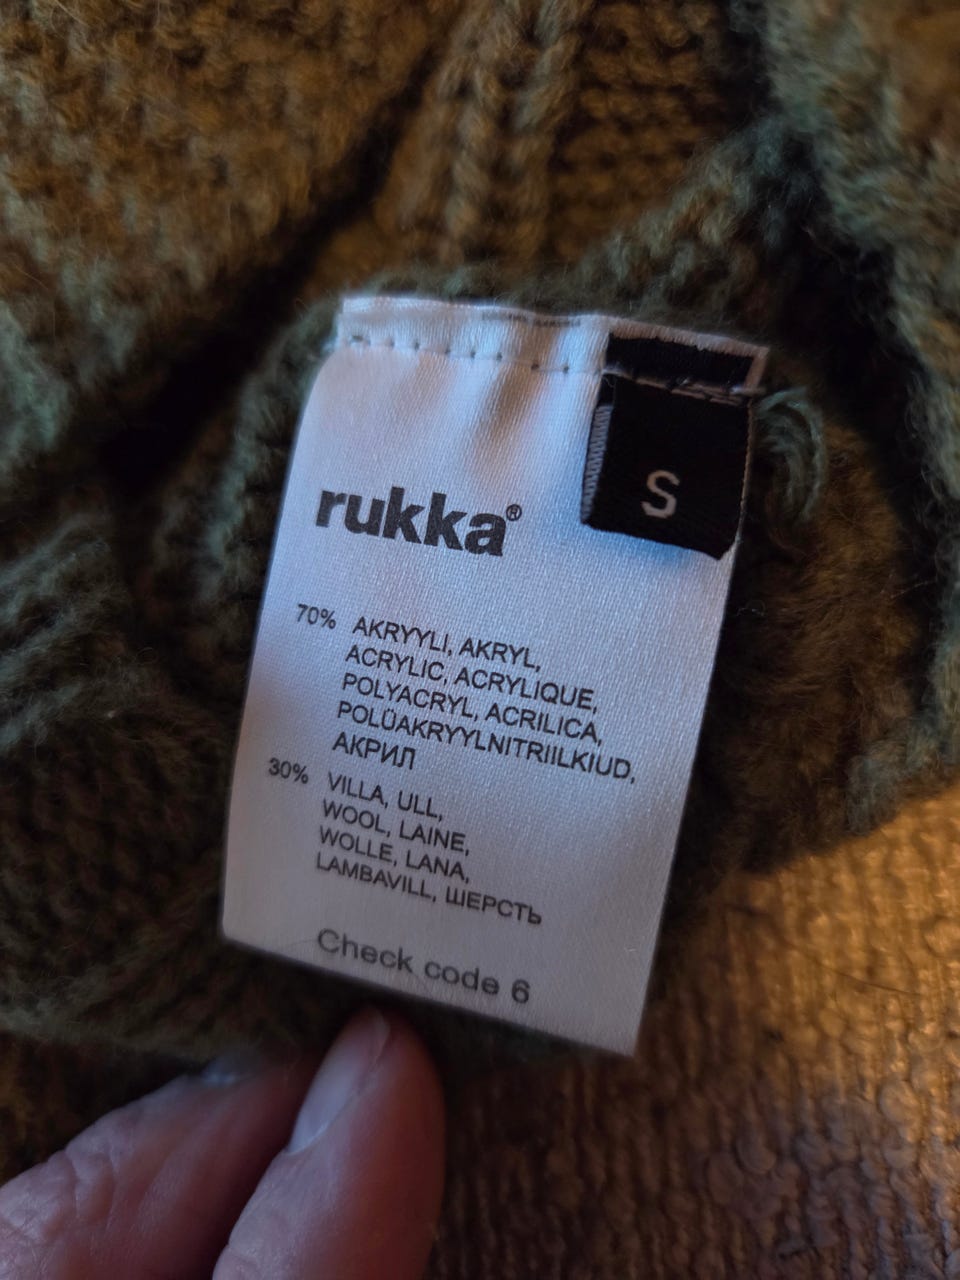 S
rukka®
70% AKRYYLI, AKRYL,
ACRYLIC, ACRYLIQUE,
POLYACRYL, ACRILICA,
POLÜAKRYYLNITRIILKIUD,
АКРИЛ
30% VILLA, ULL,
WOOL, LAINE,
WOLLE, LANA,
LAMBAVILL, ШЕРСТЬ
Check code 6